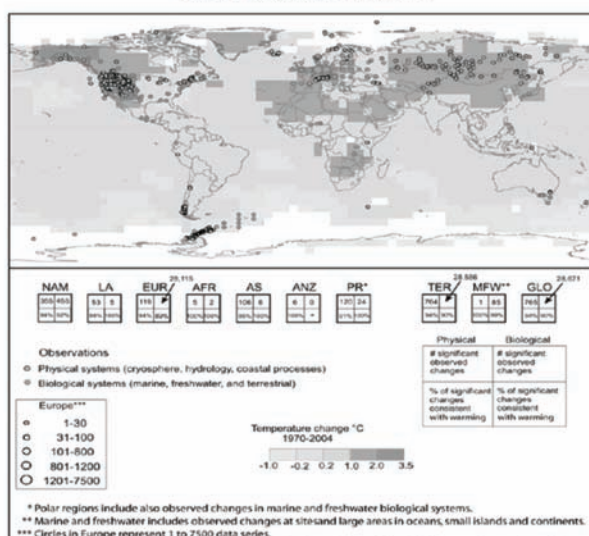 NAM LA EUR AFR AS ANZ PR* TER MFW** GLO
28,115 28,586 28,671
355 455 53 5 119 5 2 106 8 6 0 120 24 764 1 85 765
94% 92% 98% 100% 94% 89% 100% 100% 96% 100% 100% - 91% 100% 94% 90% 100% 99% 94% 90%
Observations
Physical systems (cryosphere, hydrology, coastal processes)
Biological systems (marine, freshwater, and terrestrial)
Physical Biological
# significant observed changes
# significant observed changes
% of significant changes consistent with warming
% of significant changes consistent with warming
Europe***
1-30
31-100
101-800
801-1200
1201-7500
Temperature change °C
1970-2004
-1.0 -0.2 0.2 1.0 2.0 3.5
* Polar regions include also observed changes in marine and freshwater biological systems.
** Marine and freshwater includes observed changes at sitesand large areas in oceans, small islands and continents.
*** Circles in Europe represent 1 to 7500 data series.